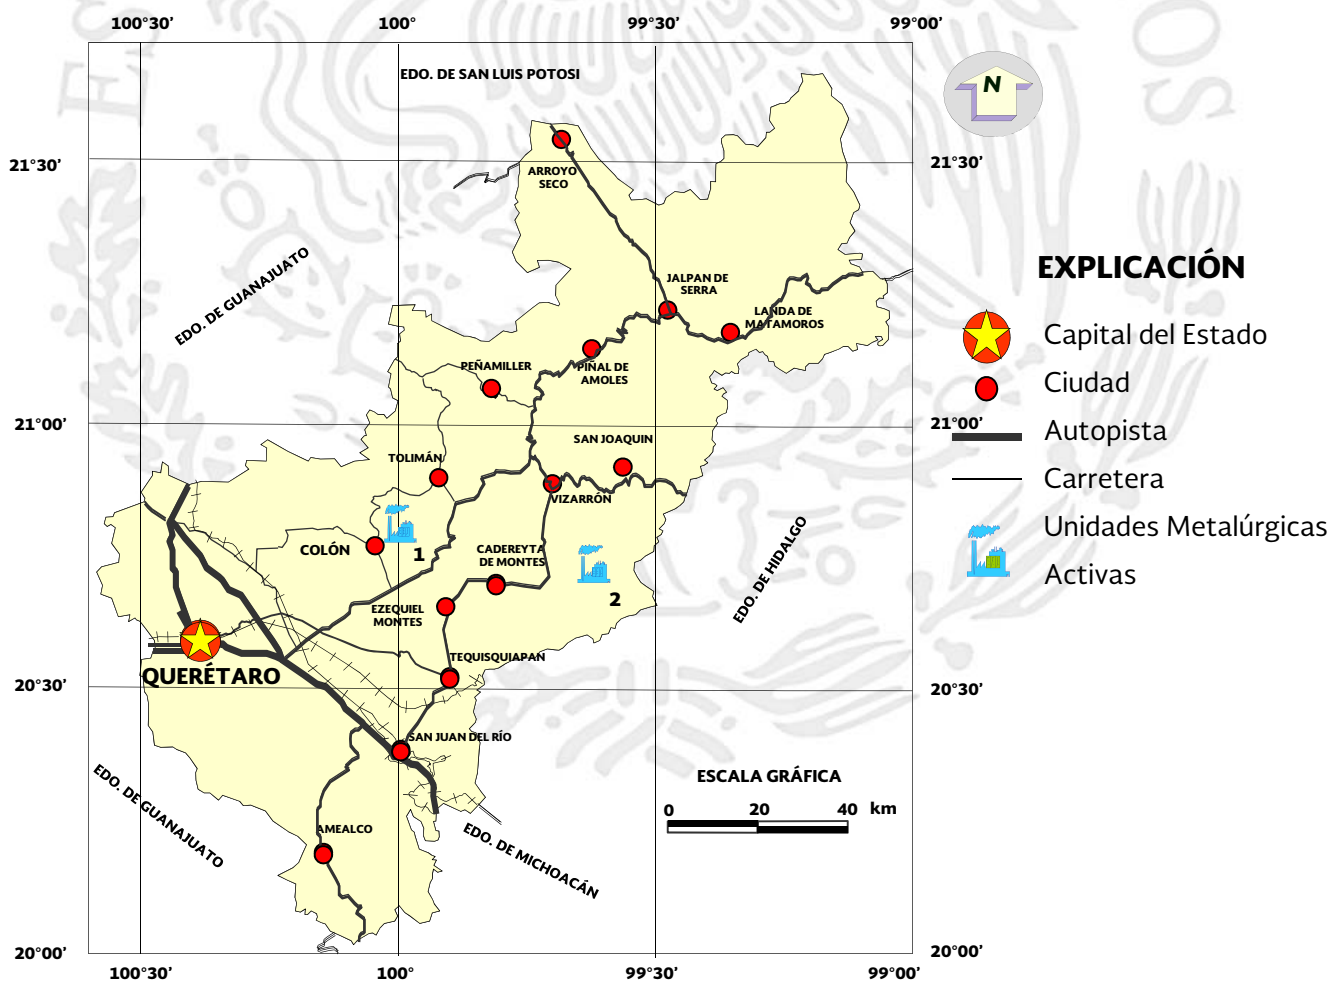 100°30’
100°
99°30’
99°00’
EDO. DE SAN LUIS POTOSI
N
21°30’
21°30’
ARROYO
SECO
EDO. DE GUANAJUATO
JALPAN DE
SERRA
LANDA DE
MATAMOROS
PEÑAMILLER
PIÑAL DE
AMOLES
21°00’
21°00’
SAN JOAQUIN
TOLIMÁN
VIZARRÓN
COLÓN
1
CADEREYTA
DE MONTES
2
EDO. DE HIDALGO
EZEQUIEL
MONTES
TEQUISQUIAPAN
QUERÉTARO
20°30’
20°30’
SAN JUAN DEL RÍO
EDO. DE GUANAJUATO
AMEALCO
EDO. DE MICHOACÁN
ESCALA GRÁFICA
0 20 40 km
20°00’
20°00’
100°30’
100°
99°30’
99°00’
EXPLICACIÓN
Capital del Estado
Ciudad
Autopista
Carretera
Unidades Metalúrgicas
Activas